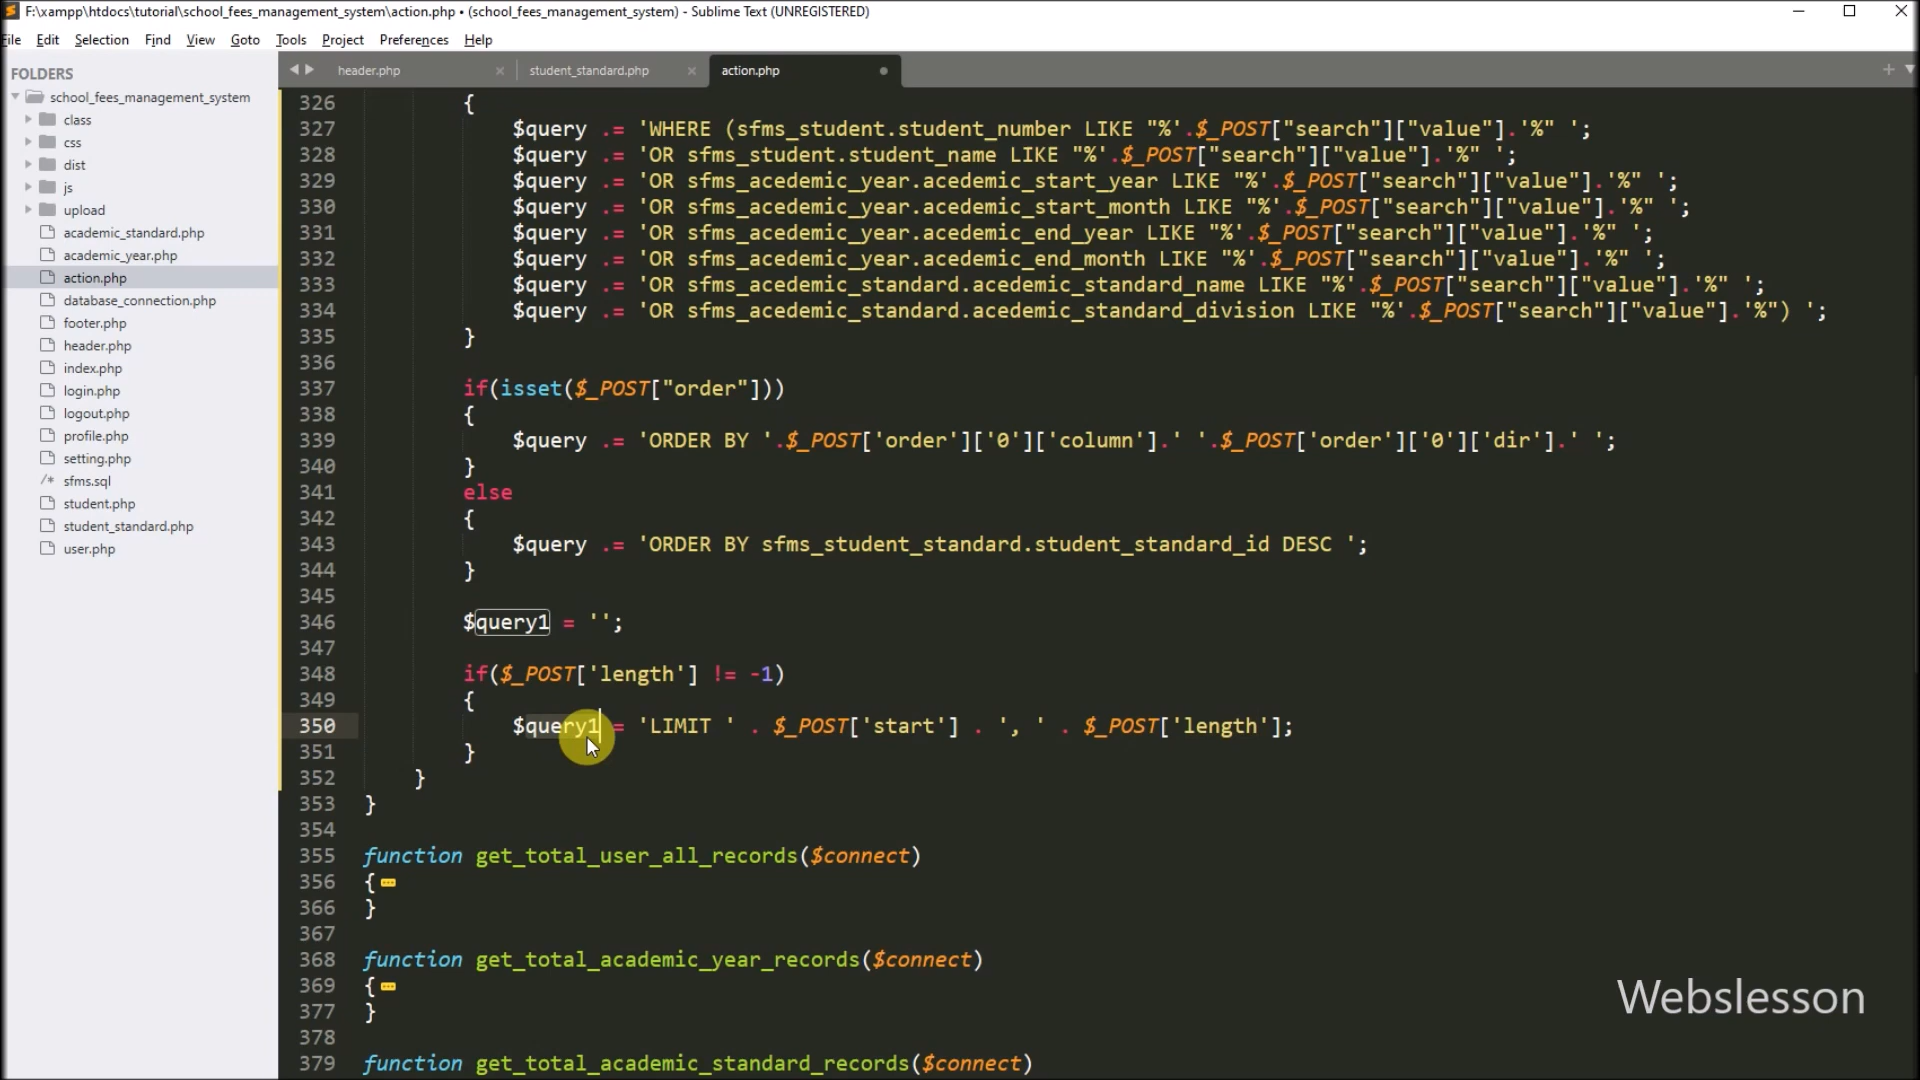 F:\xampp\htdocs\tutorial\school_fees_management_system\action.php • (school_fees_management_system) - Sublime Text (UNREGISTERED)
File Edit Selection Find View Goto Tools Project Preferences Help
FOLDERS
school_fees_management_system
class
css
dist
js
upload
academic_standard.php
academic_year.php
action.php
database_connection.php
footer.php
header.php
index.php
login.php
logout.php
profile.php
setting.php
/* sfms.sql
student.php
student_standard.php
user.php
header.php × student_standard.php × action.php
326 {
327 $query .= 'WHERE (sfms_student.student_number LIKE "%'.$_POST["search"]["value"].'%" ';
328 $query .= 'OR sfms_student.student_name LIKE "%'.$_POST["search"]["value"].'%" ';
329 $query .= 'OR sfms_acedemic_year.acedemic_start_year LIKE "%'.$_POST["search"]["value"].'%" ';
330 $query .= 'OR sfms_acedemic_year.acedemic_start_month LIKE "%'.$_POST["search"]["value"].'%" ';
331 $query .= 'OR sfms_acedemic_year.acedemic_end_year LIKE "%'.$_POST["search"]["value"].'%" ';
332 $query .= 'OR sfms_acedemic_year.acedemic_end_month LIKE "%'.$_POST["search"]["value"].'%" ';
333 $query .= 'OR sfms_acedemic_standard.acedemic_standard_name LIKE "%'.$_POST["search"]["value"].'%" ';
334 $query .= 'OR sfms_acedemic_standard.acedemic_standard_division LIKE "%'.$_POST["search"]["value"].'%") ';
335 }
336
337 if(isset($_POST["order"]))
338 {
339 $query .= 'ORDER BY '.$_POST['order']['0']['column'].' '.$_POST['order']['0']['dir'].' ';
340 }
341 else
342 {
343 $query .= 'ORDER BY sfms_student_standard.student_standard_id DESC ';
344 }
345
346 $query1 = '';
347
348 if($_POST['length'] != -1)
349 {
350 $query1 = 'LIMIT ' . $_POST['start'] . ', ' . $_POST['length'];
351 }
352 }
353 }
354
355 function get_total_user_all_records($connect)
356 {
366 }
367
368 function get_total_academic_year_records($connect)
369 {
377 }
378
379 function get_total_academic_standard_records($connect)
Webslesson